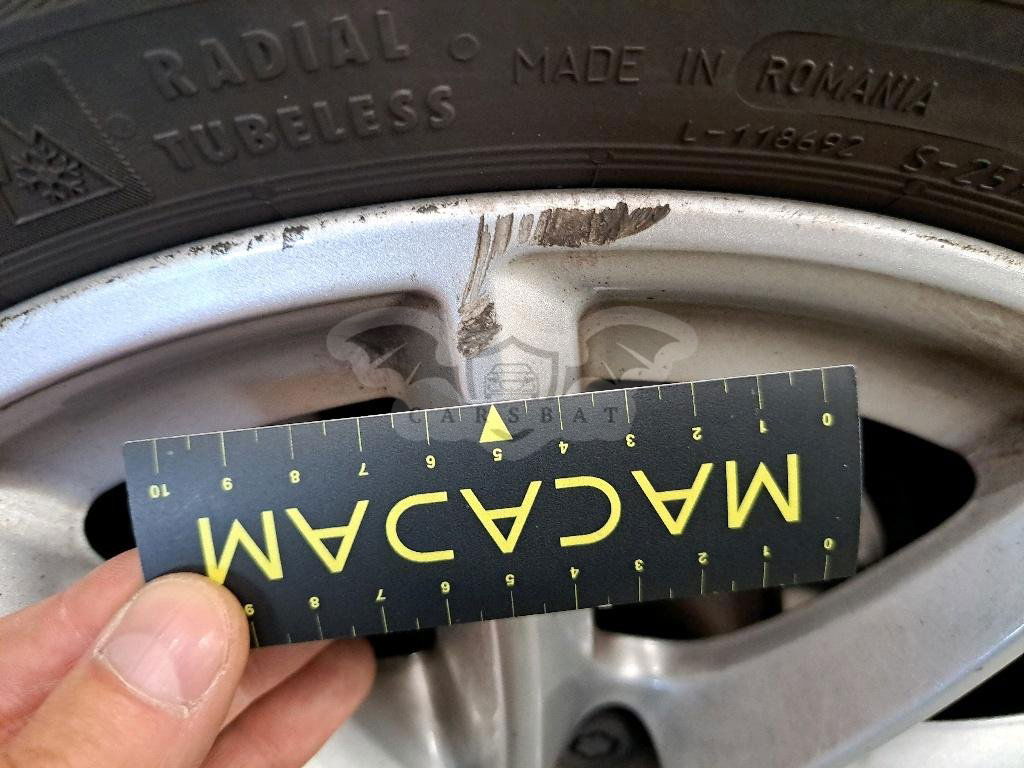 RADIAL
TUBELESS
MADE IN ROMANIA
L-118692 S-25
CARSBAT
0 1 2 3 4 5 6 7 8 9 10
MACADAM
0 1 2 3 4 5 6 7 8 9